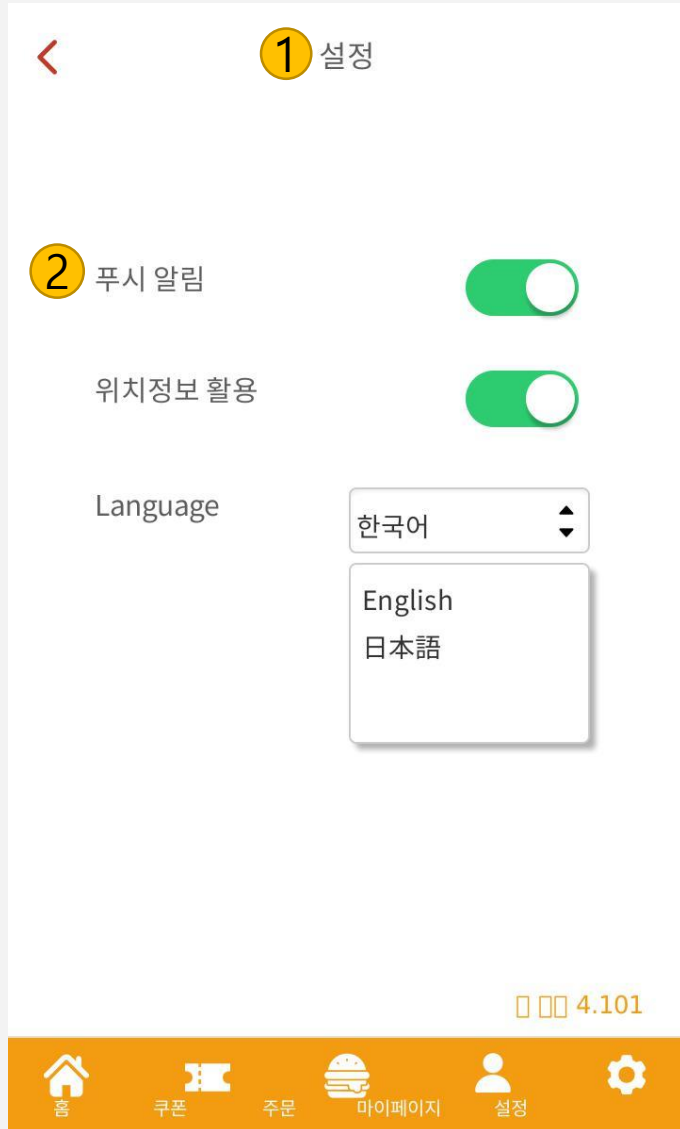 1 설정
2 푸시 알림
위치정보 활용
Language 한국어
English
日本語
4.101
홈 쿠폰 주문 마이페이지 설정